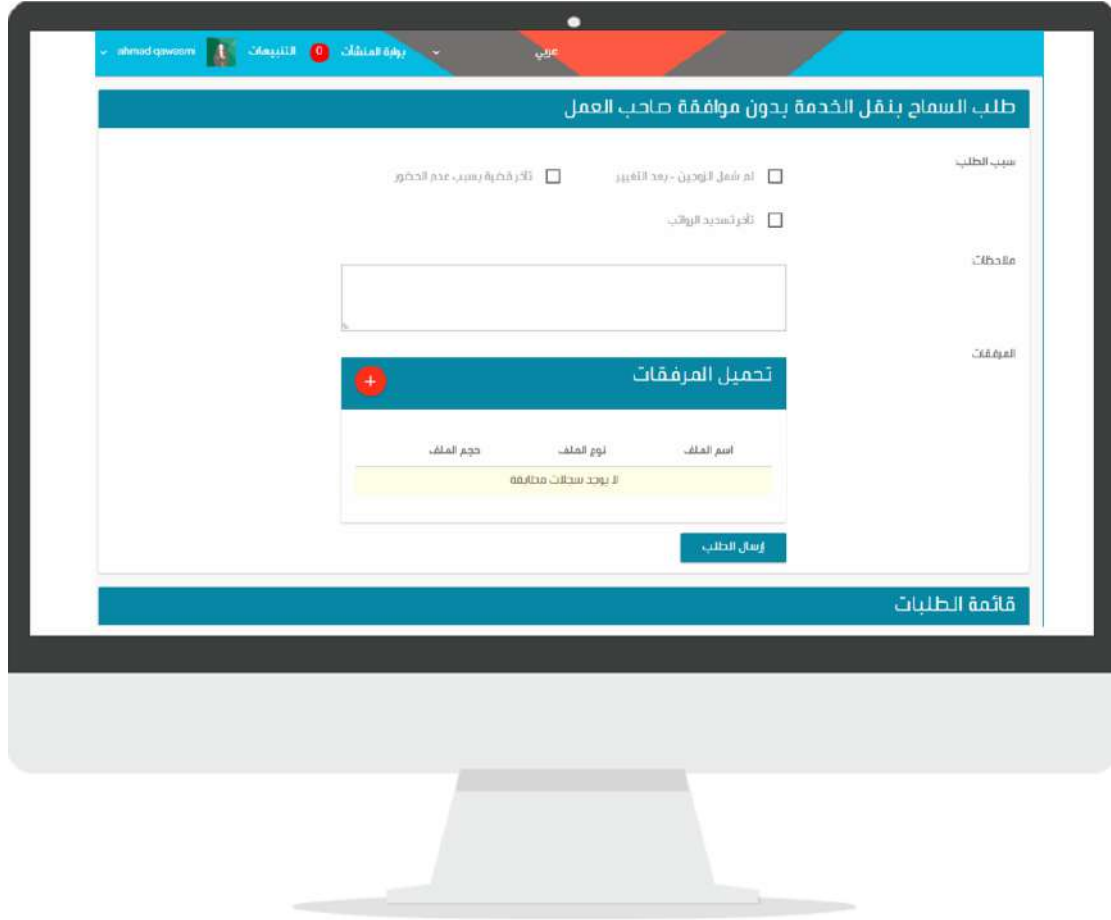 عربي بوابة المنشآت 0 التنبيهات ahmad qawasmi
طلب السماح بنقل الخدمة بدون موافقة صاحب العمل
سبب الطلب
لم شمل الزوجين - بعد التغيير تأخر قضية بسبب عدم الحضور
تأخر تسديد الرواتب
ملاحظات
المرفقات
تحميل المرفقات
اسم الملف نوع الملف حجم الملف
لا يوجد سجلات مطابقة
إرسال الطلب
قائمة الطلبات